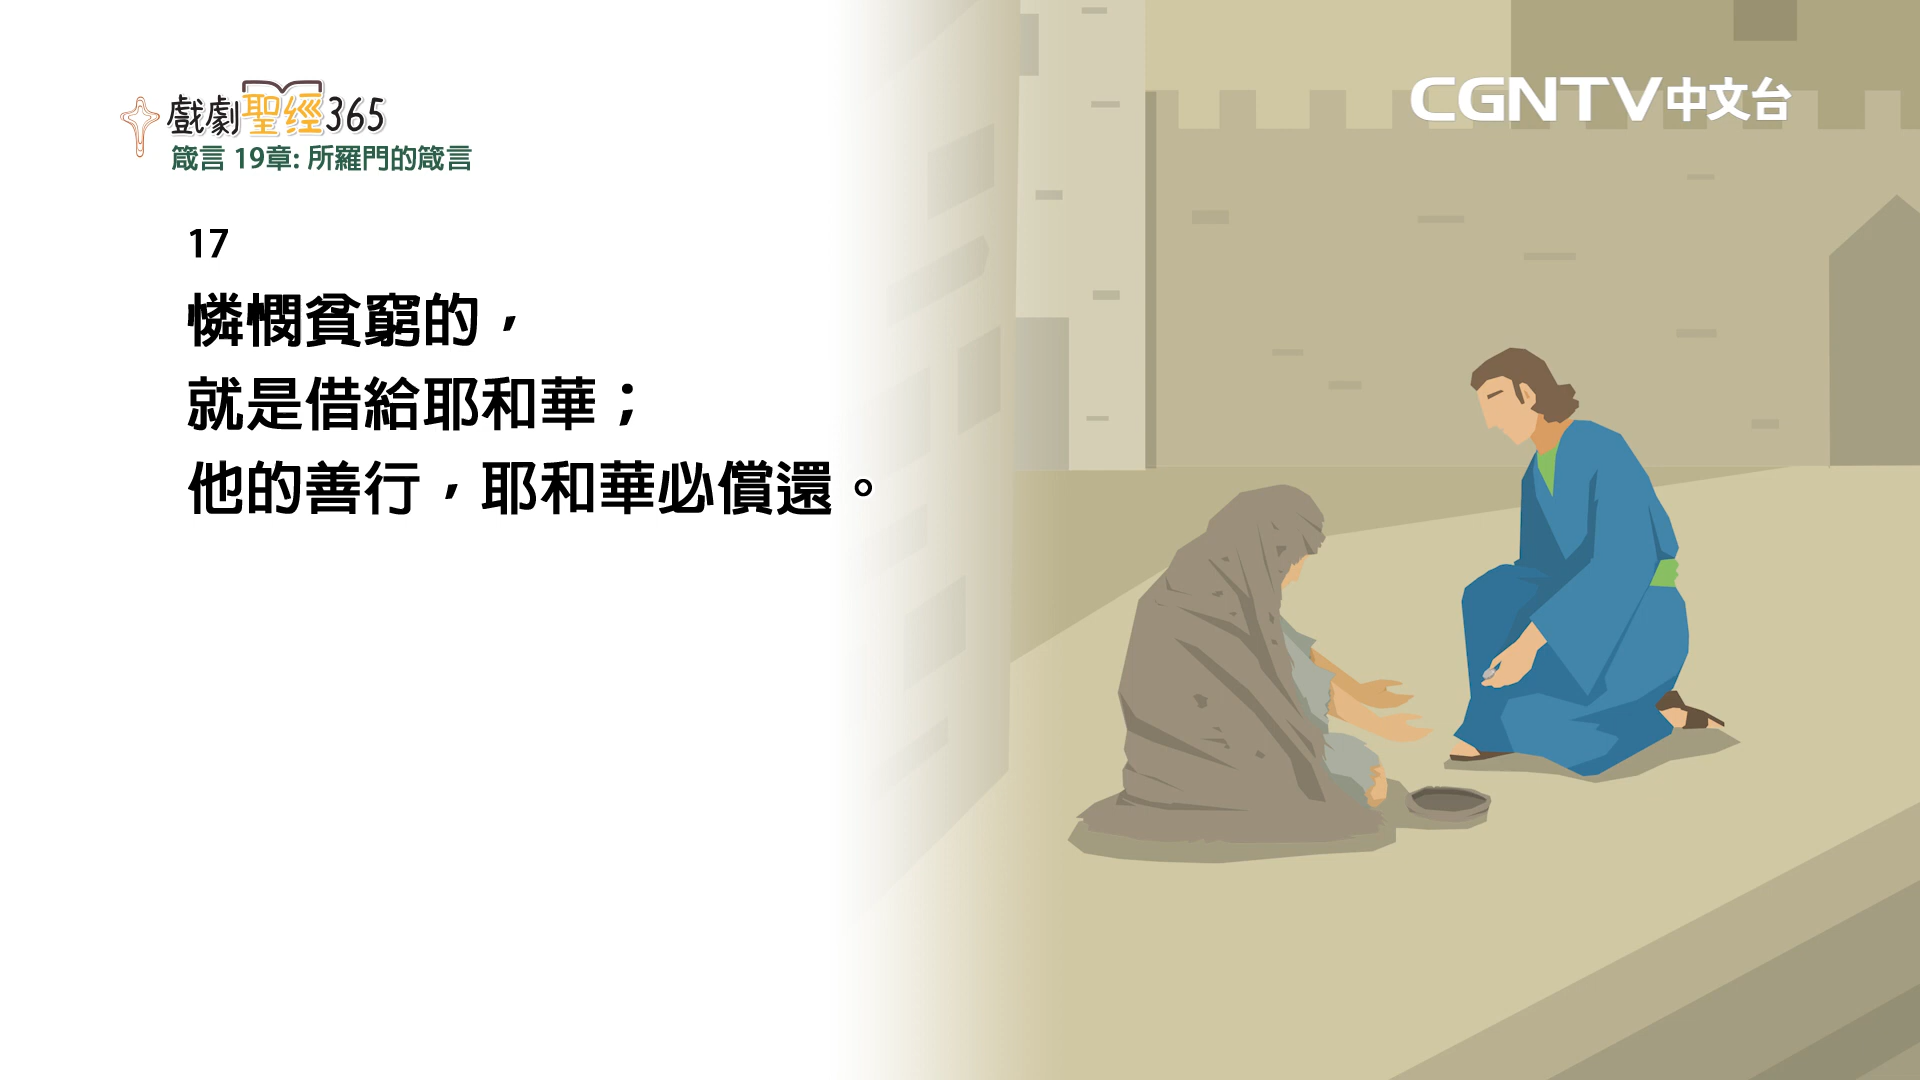 戲劇聖經365
箴言 19章: 所羅門的箴言
CGNTV中文台
17
憐憫貧窮的，
就是借給耶和華；
他的善行，耶和華必償還。